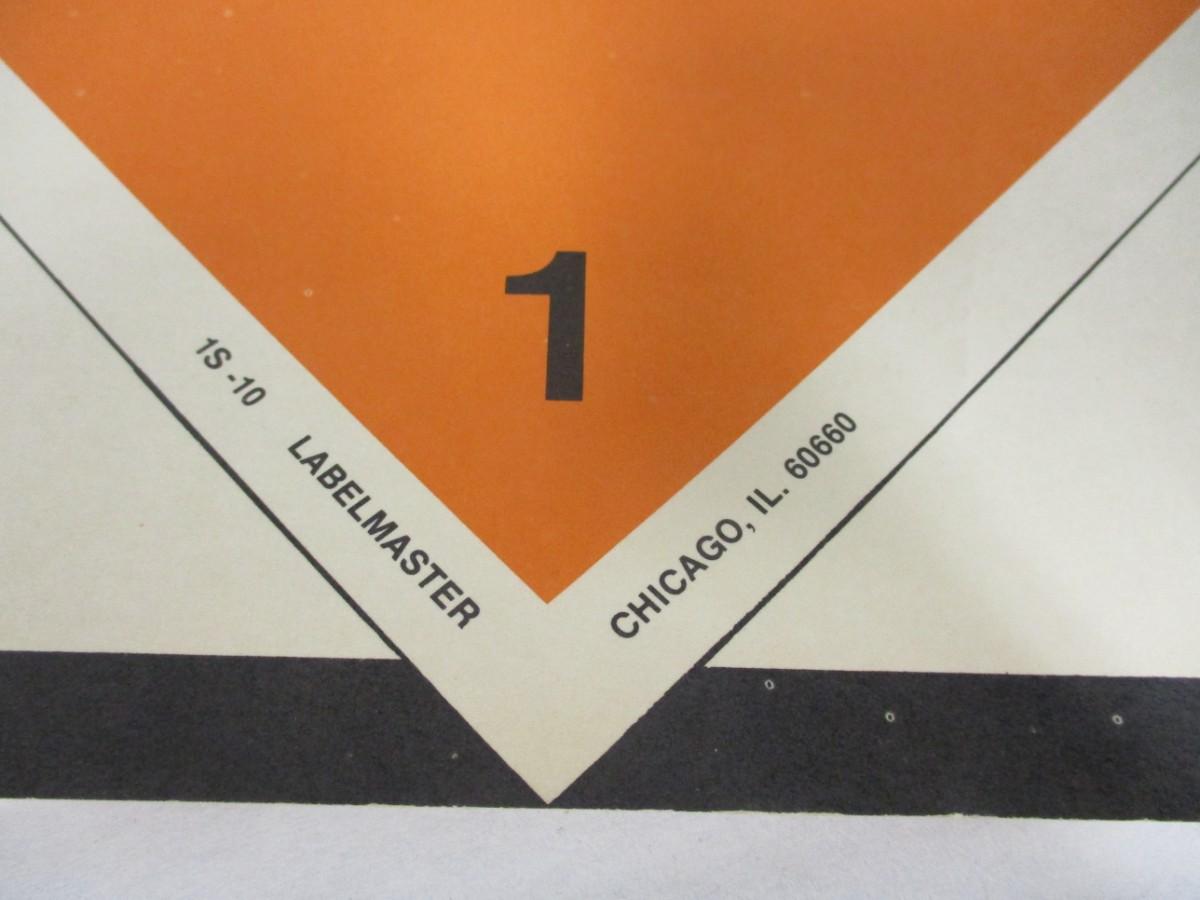 1
1S -10 LABELMASTER
CHICAGO, IL. 60660